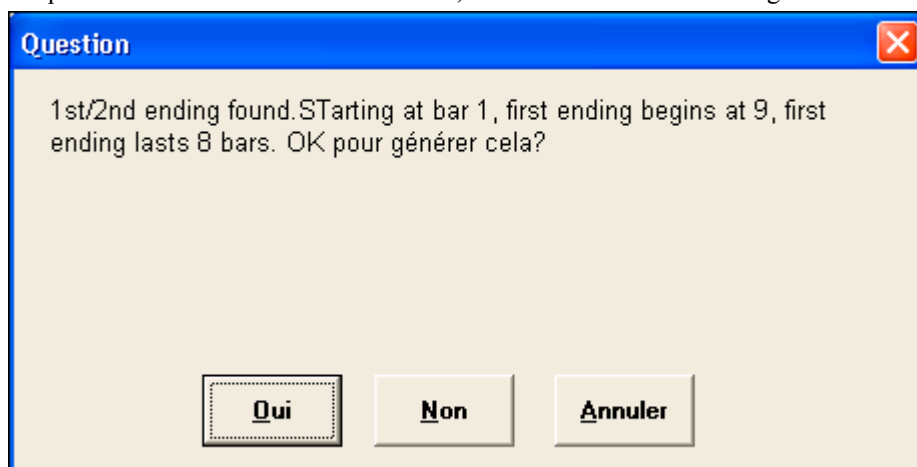 Question
1st/2nd ending found.STarting at bar 1, first ending begins at 9, first
ending lasts 8 bars. OK pour générer cela?
Oui
Non
Annuler